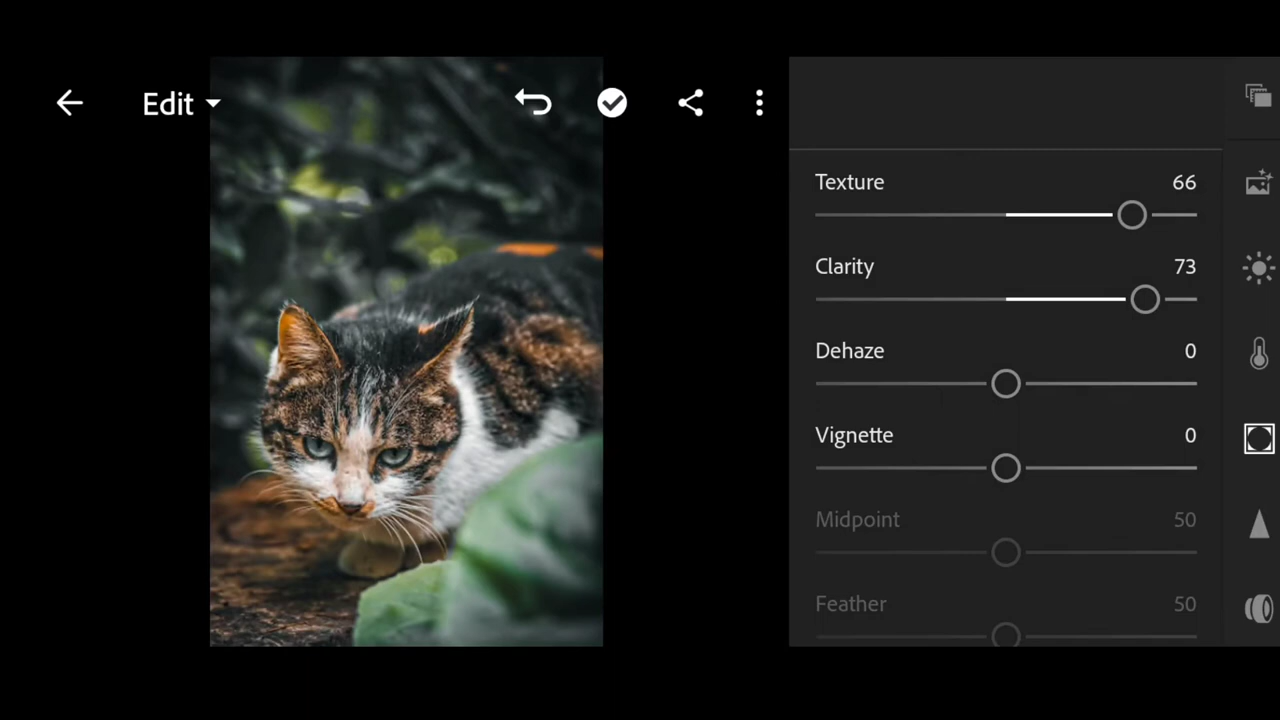 Edit
Texture 66
Clarity 73
Dehaze 0
Vignette 0
Midpoint 50
Feather 50